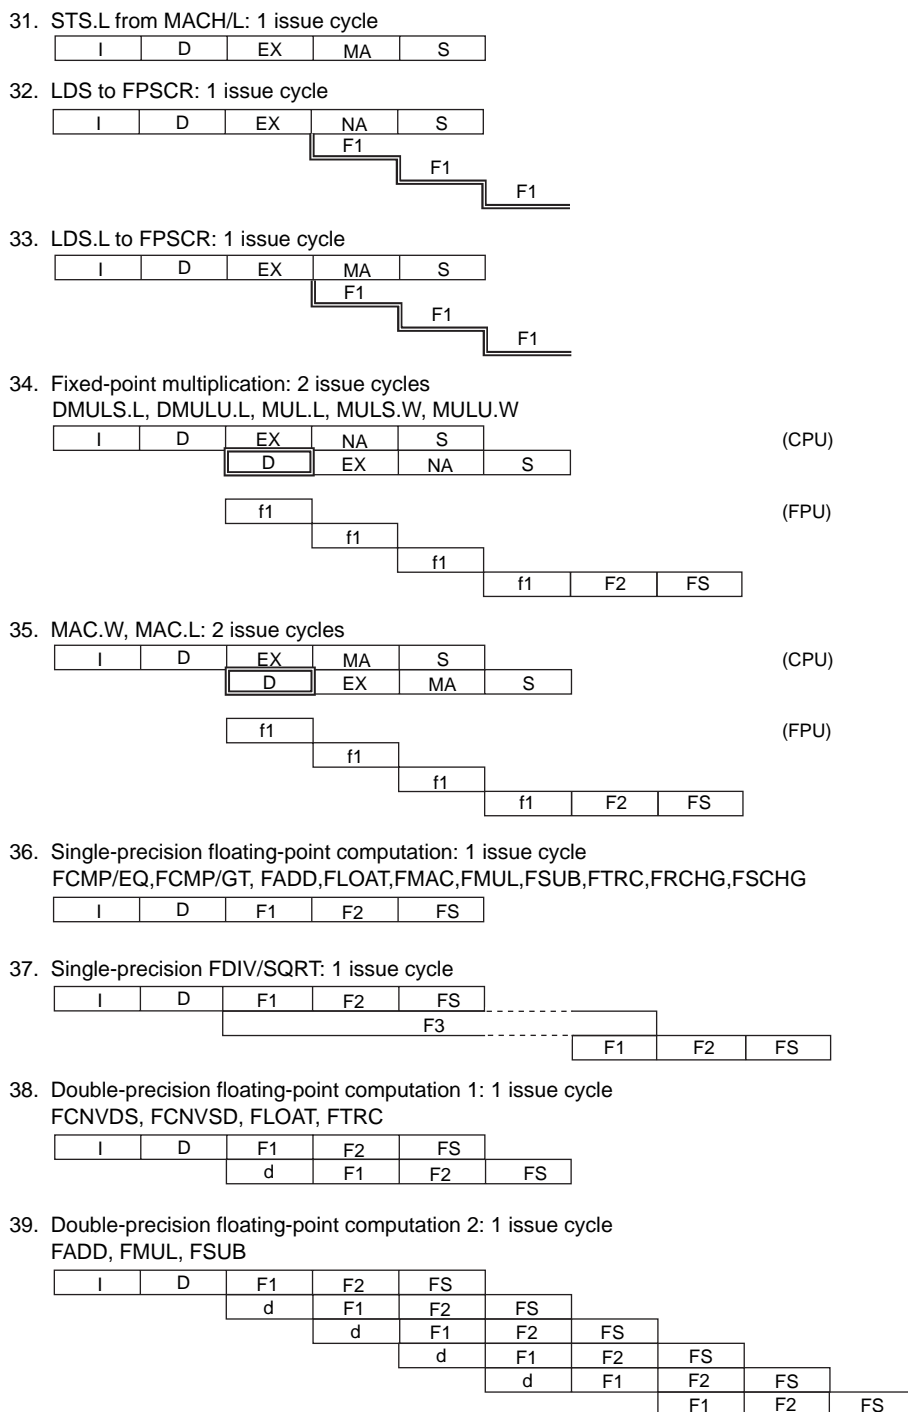 31. STS.L from MACH/L: 1 issue cycle
I D EX MA S
32. LDS to FPSCR: 1 issue cycle
I D EX NA S
F1
F1
F1
33. LDS.L to FPSCR: 1 issue cycle
I D EX MA S
F1
F1
F1
34. Fixed-point multiplication: 2 issue cycles
DMULS.L, DMULU.L, MUL.L, MULS.W, MULU.W
I D EX NA S (CPU)
D EX NA S
f1 (FPU)
f1
f1
f1 F2 FS
35. MAC.W, MAC.L: 2 issue cycles
I D EX MA S (CPU)
D EX MA S
f1 (FPU)
f1
f1
f1 F2 FS
36. Single-precision floating-point computation: 1 issue cycle
FCMP/EQ,FCMP/GT, FADD,FLOAT,FMAC,FMUL,FSUB,FTRC,FRCHG,FSCHG
I D F1 F2 FS
37. Single-precision FDIV/SQRT: 1 issue cycle
I D F1 F2 FS
F3
F1 F2 FS
38. Double-precision floating-point computation 1: 1 issue cycle
FCNVDS, FCNVSD, FLOAT, FTRC
I D F1 F2 FS
d F1 F2 FS
39. Double-precision floating-point computation 2: 1 issue cycle
FADD, FMUL, FSUB
I D F1 F2 FS
d F1 F2 FS
d F1 F2 FS
d F1 F2 FS
d F1 F2 FS
F1 F2 FS